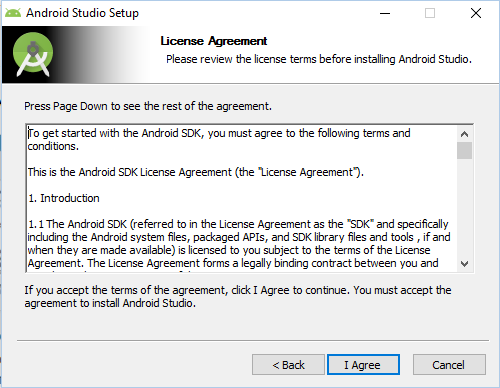 Android Studio Setup
License Agreement
Please review the license terms before installing Android Studio.
Press Page Down to see the rest of the agreement.
To get started with the Android SDK, you must agree to the following terms and
conditions.
This is the Android SDK License Agreement (the "License Agreement").
1. Introduction
1.1 The Android SDK (referred to in the License Agreement as the "SDK" and specifically
including the Android system files, packaged APIs, and SDK library files and tools , if and
when they are made available) is licensed to you subject to the terms of the License
Agreement. The License Agreement forms a legally binding contract between you and
If you accept the terms of the agreement, click I Agree to continue. You must accept the
agreement to install Android Studio.
< Back
I Agree
Cancel